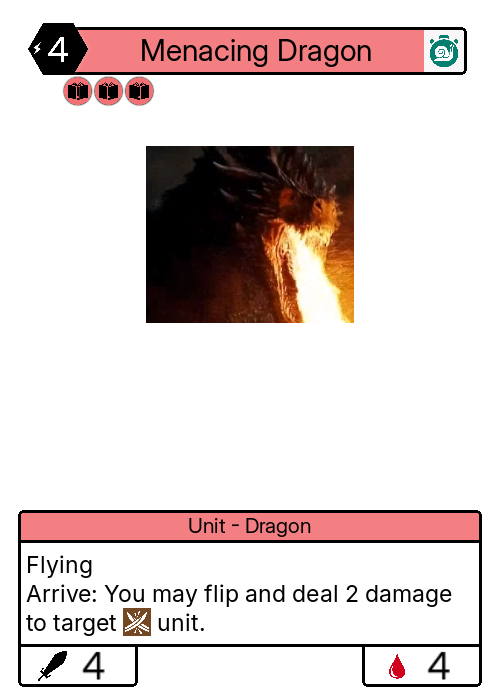 4 Menacing Dragon
Unit - Dragon
Flying
Arrive: You may flip and deal 2 damage
to target unit.
4 4